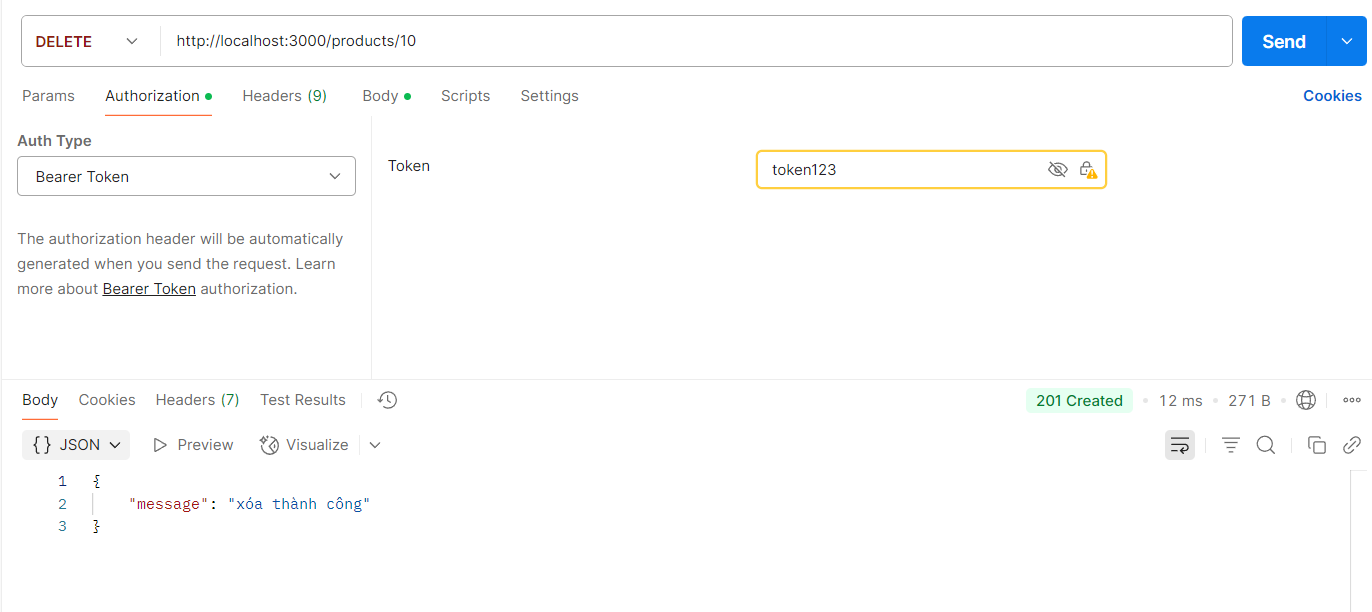 DELETE http://localhost:3000/products/10 Send
Params Authorization Headers (9) Body Scripts Settings Cookies
Auth Type
Bearer Token
Token token123
The authorization header will be automatically
generated when you send the request. Learn
more about Bearer Token authorization.
Body Cookies Headers (7) Test Results 201 Created 12 ms 271 B
{} JSON Preview Visualize
1 {
2 "message": "xóa thành công"
3 }